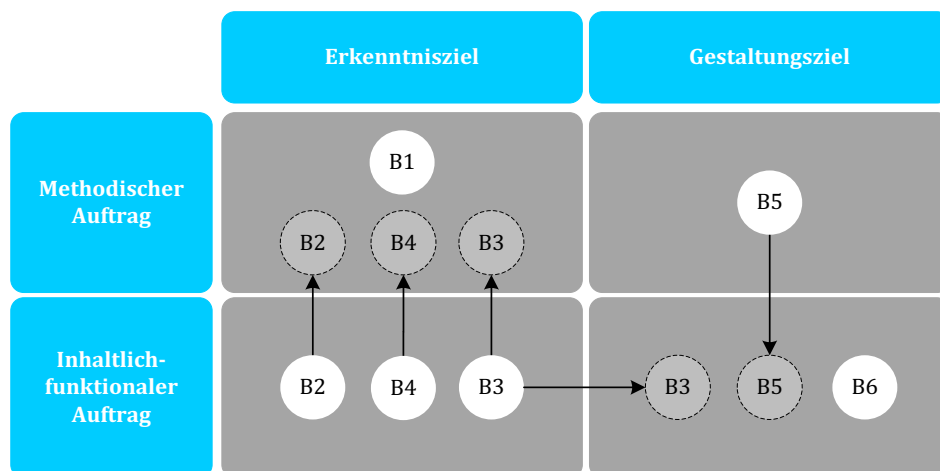 Erkenntnisziel
Gestaltungsziel
Methodischer
Auftrag
B1
B5
B2
B4
B3
Inhaltlich-
funktionaler
Auftrag
B2
B4
B3
B3
B5
B6